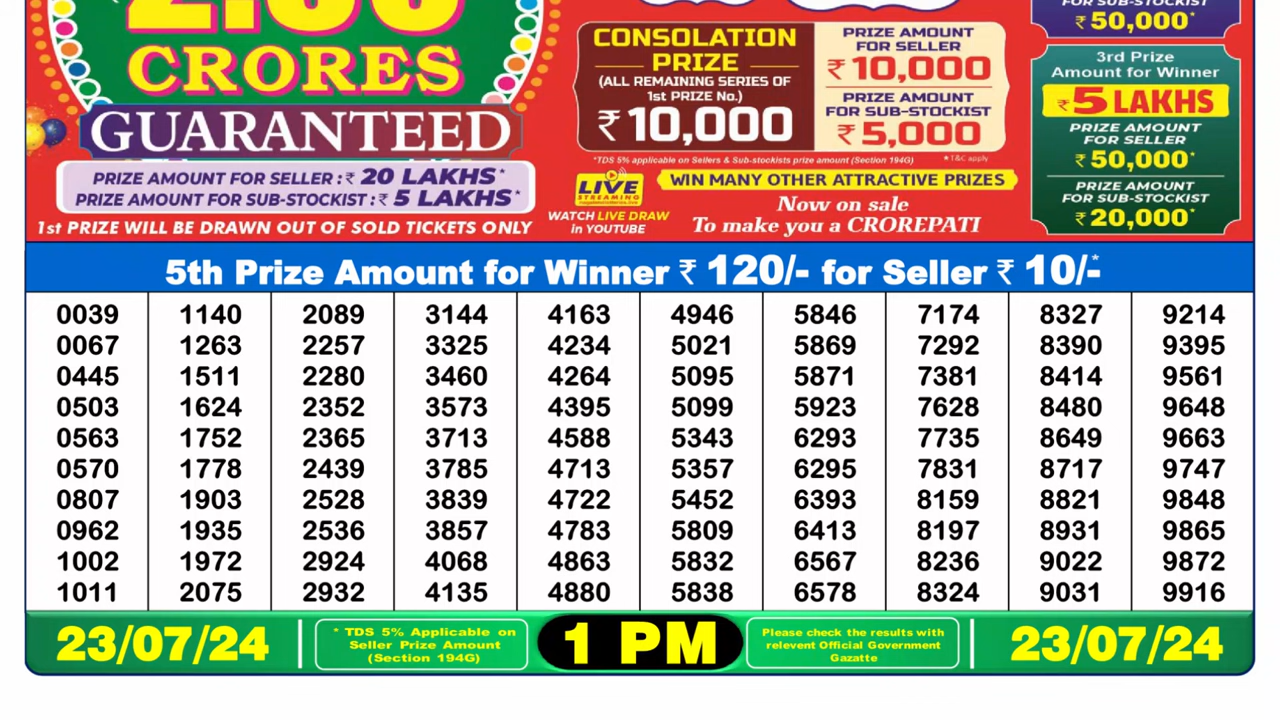 CRORES
GUARANTEED
PRIZE AMOUNT FOR SELLER :₹ 20 LAKHS*
PRIZE AMOUNT FOR SUB-STOCKIST :₹ 5 LAKHS*
1st PRIZE WILL BE DRAWN OUT OF SOLD TICKETS ONLY
CONSOLATION
PRIZE
(ALL REMAINING SERIES OF
1st PRIZE No.)
₹ 10,000
PRIZE AMOUNT
FOR SELLER
₹ 10,000
PRIZE AMOUNT
FOR SUB-STOCKIST
₹ 5,000
*TDS 5% applicable on Sellers & Sub-stockists prize amount (Section 194G)
*T&C apply
LIVE
STREAMING
WATCH LIVE DRAW
in YOUTUBE
WIN MANY OTHER ATTRACTIVE PRIZES
Now on sale
To make you a CROREPATI
FOR SUB-STOCKIST
₹ 50,000*
3rd Prize
Amount for Winner
₹ 5 LAKHS
PRIZE AMOUNT
FOR SELLER
₹ 50,000*
PRIZE AMOUNT
FOR SUB-STOCKIST
₹ 20,000*
5th Prize Amount for Winner ₹ 120/- for Seller ₹ 10/-*
0039 1140 2089 3144 4163 4946 5846 7174 8327 9214
0067 1263 2257 3325 4234 5021 5869 7292 8390 9395
0445 1511 2280 3460 4264 5095 5871 7381 8414 9561
0503 1624 2352 3573 4395 5099 5923 7628 8480 9648
0563 1752 2365 3713 4588 5343 6293 7735 8649 9663
0570 1778 2439 3785 4713 5357 6295 7831 8717 9747
0807 1903 2528 3839 4722 5452 6393 8159 8821 9848
0962 1935 2536 3857 4783 5809 6413 8197 8931 9865
1002 1972 2924 4068 4863 5832 6567 8236 9022 9872
1011 2075 2932 4135 4880 5838 6578 8324 9031 9916
23/07/24
* TDS 5% Applicable on
Seller Prize Amount
(Section 194G)
1 PM
Please check the results with
relevent Official Government
Gazatte
23/07/24